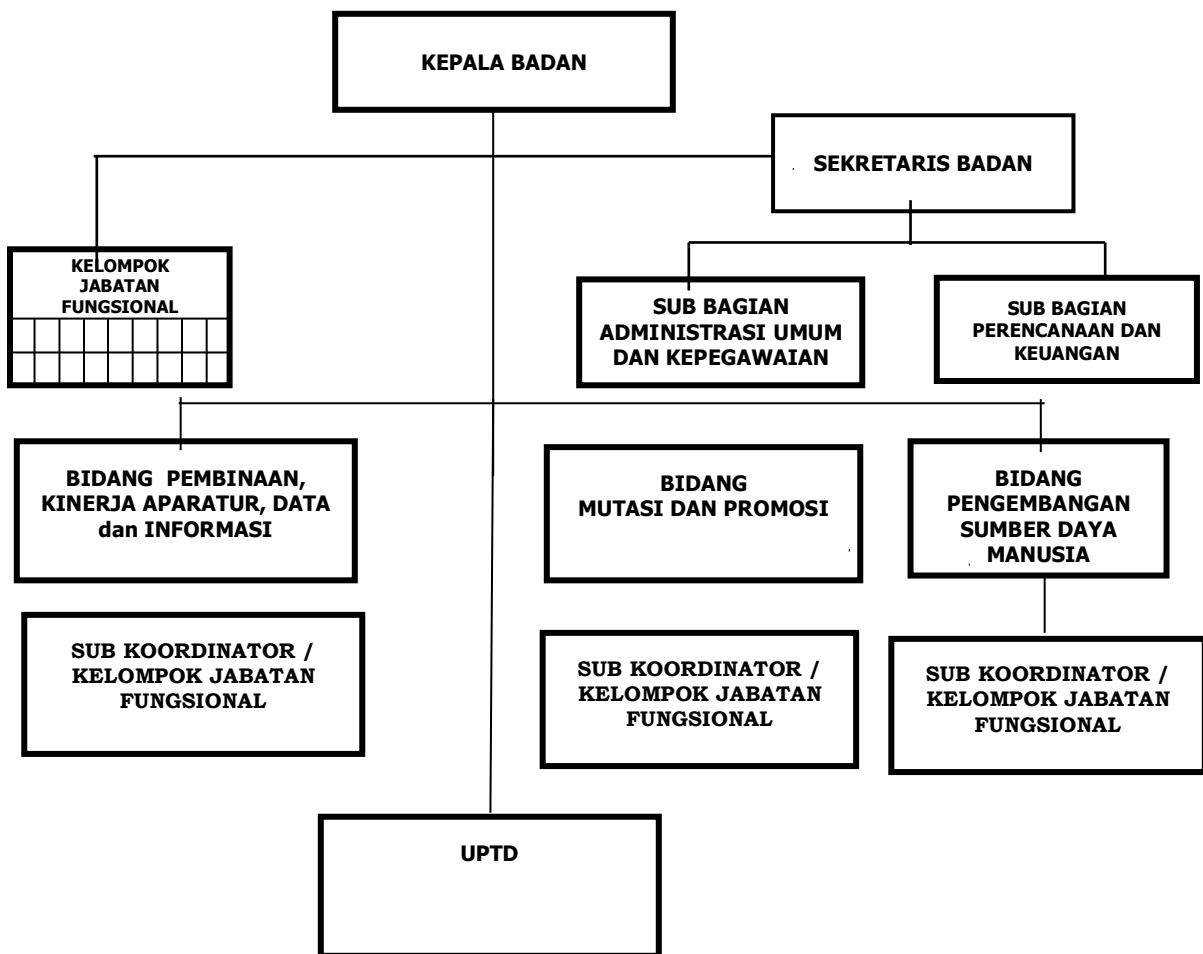 KEPALA BADAN
SEKRETARIS BADAN
KELOMPOK
JABATAN
FUNGSIONAL
SUB BAGIAN
ADMINISTRASI UMUM
DAN KEPEGAWAIAN
SUB BAGIAN
PERENCANAAN DAN
KEUANGAN
BIDANG PEMBINAAN,
KINERJA APARATUR, DATA
dan INFORMASI
BIDANG
MUTASI DAN PROMOSI
BIDANG
PENGEMBANGAN
SUMBER DAYA
MANUSIA
SUB KOORDINATOR /
KELOMPOK JABATAN
FUNGSIONAL
SUB KOORDINATOR /
KELOMPOK JABATAN
FUNGSIONAL
SUB KOORDINATOR /
KELOMPOK JABATAN
FUNGSIONAL
UPTD